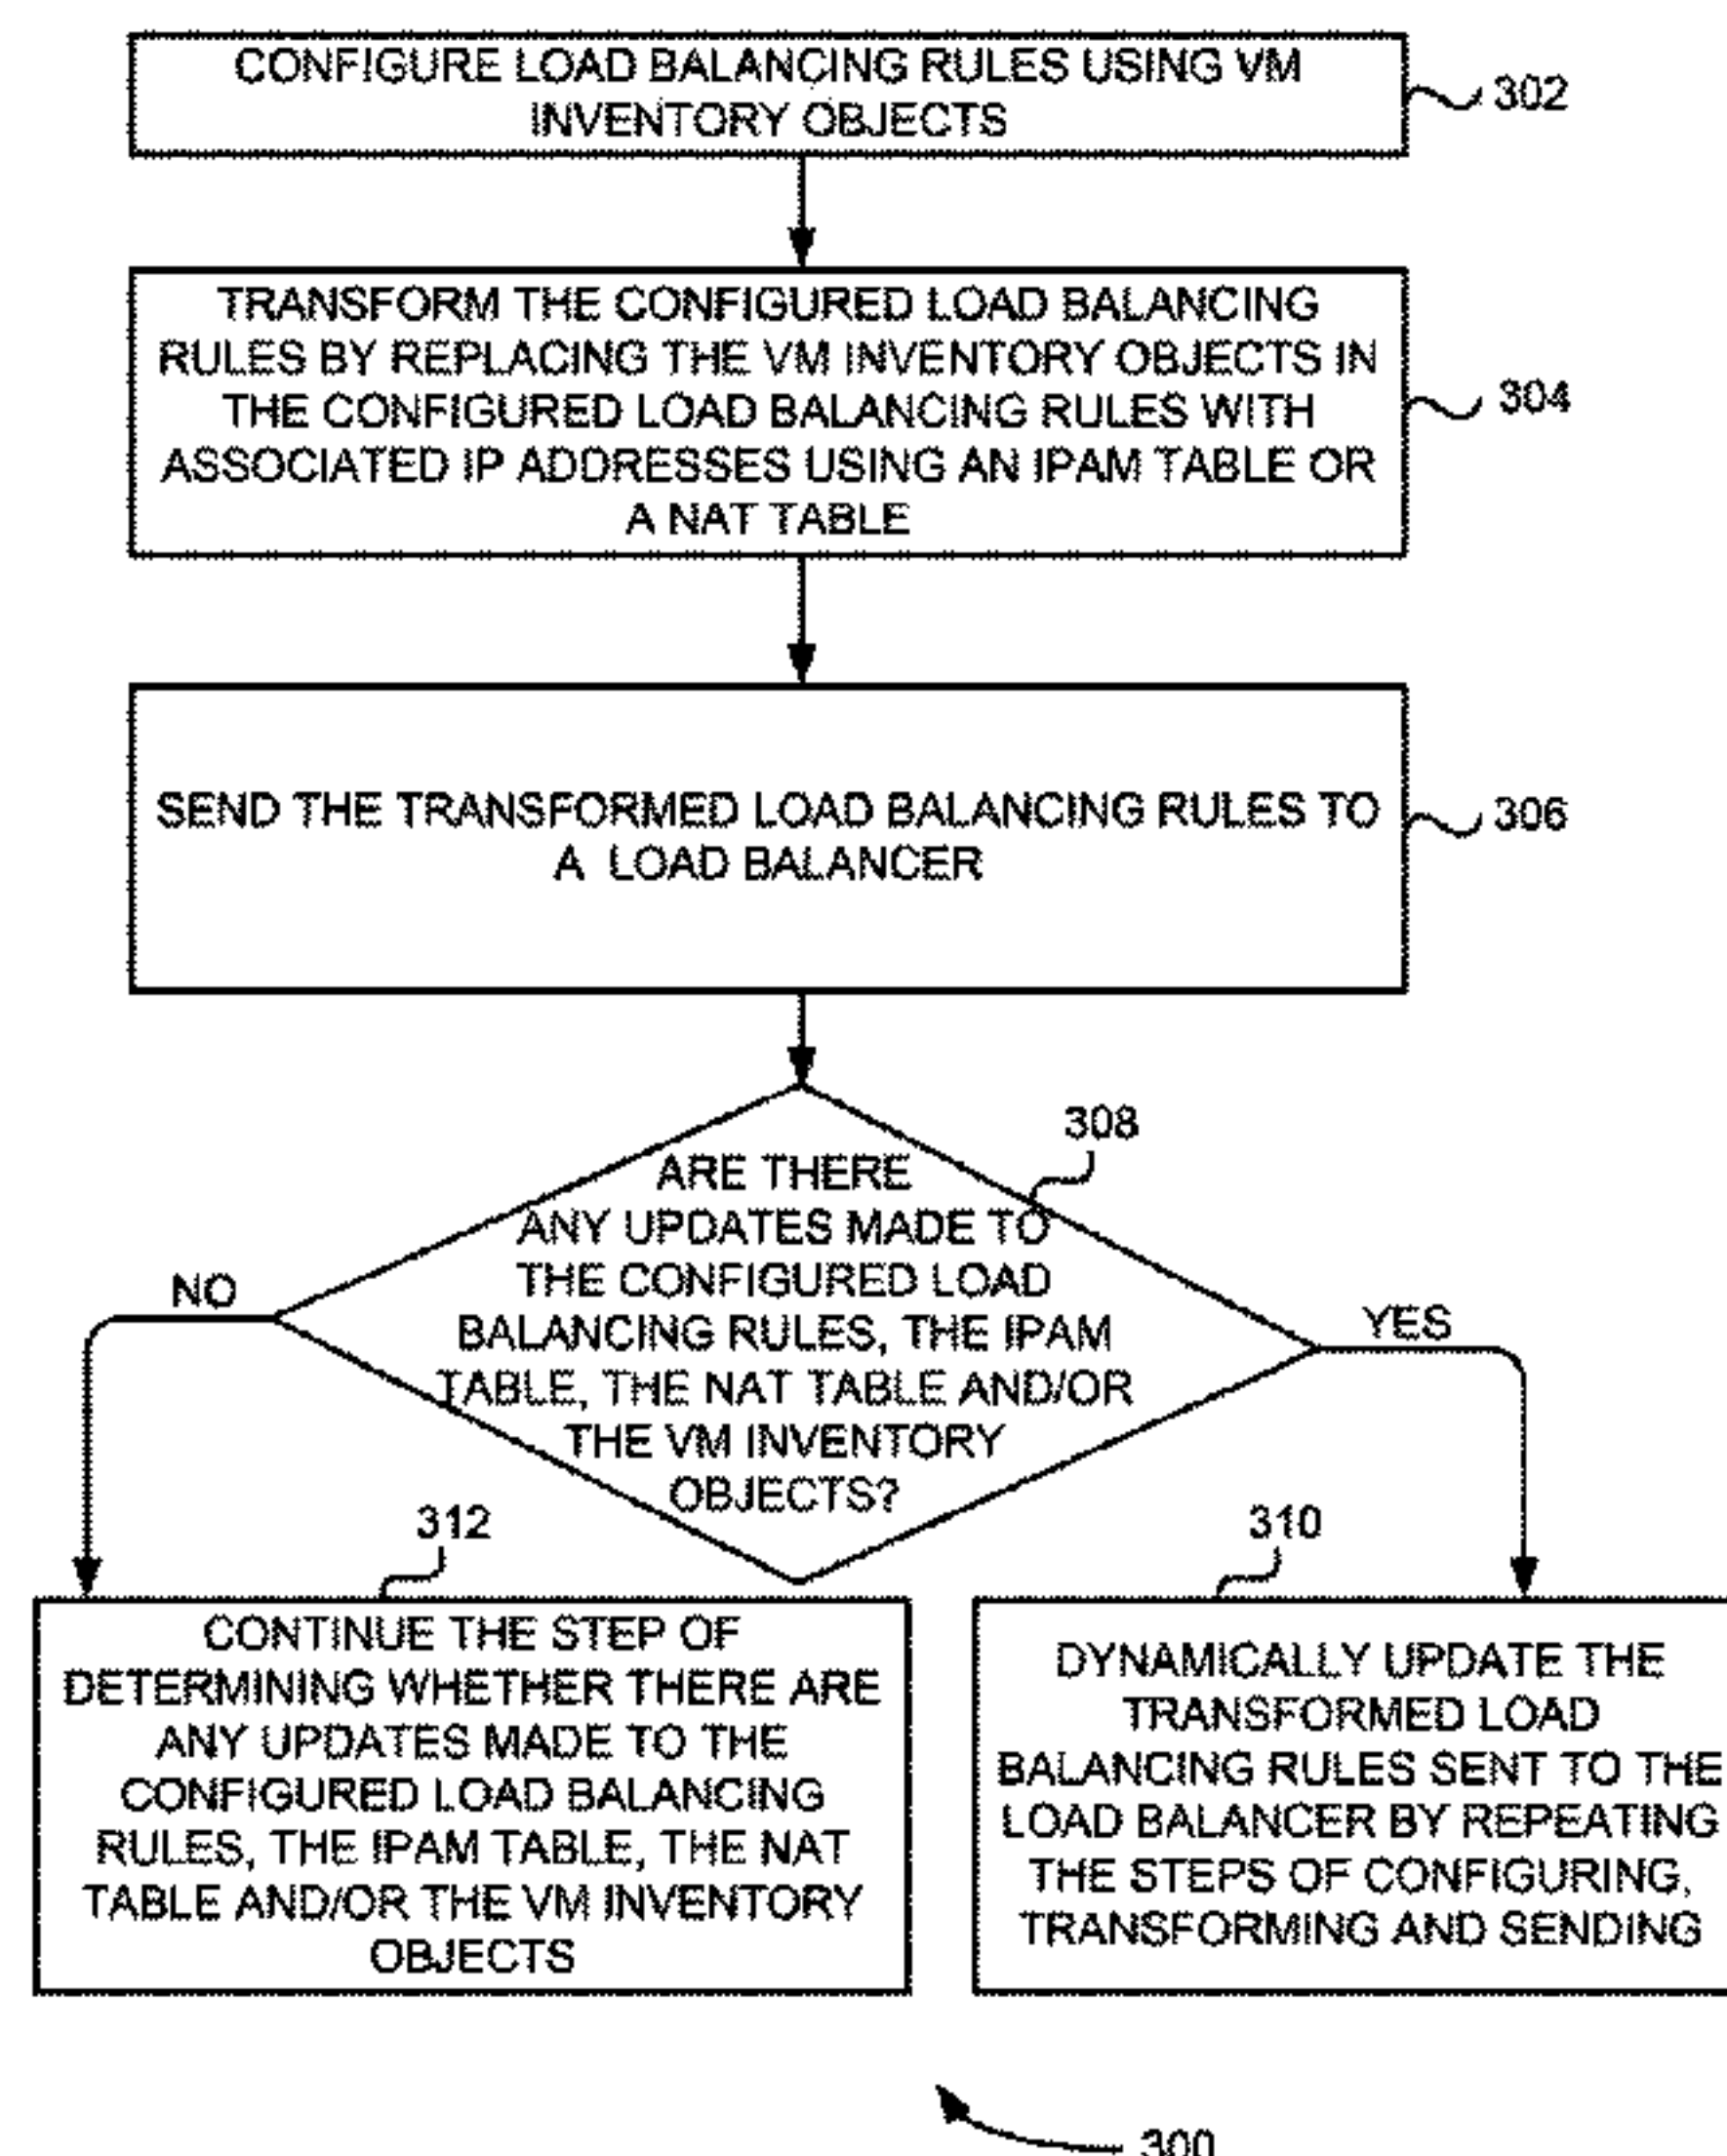 CONFIGURE LOAD BALANCING RULES USING VM
INVENTORY OBJECTS
302
TRANSFORM THE CONFIGURED LOAD BALANCING
RULES BY REPLACING THE VM INVENTORY OBJECTS IN
THE CONFIGURED LOAD BALANCING RULES WITH
ASSOCIATED IP ADDRESSES USING AN IPAM TABLE OR
A NAT TABLE
304
SEND THE TRANSFORMED LOAD BALANCING RULES TO
A LOAD BALANCER
306
308
ARE THERE
ANY UPDATES MADE TO
THE CONFIGURED LOAD
BALANCING RULES, THE IPAM
TABLE, THE NAT TABLE AND/OR
THE VM INVENTORY
OBJECTS?
NO
YES
312
CONTINUE THE STEP OF
DETERMINING WHETHER THERE ARE
ANY UPDATES MADE TO THE
CONFIGURED LOAD BALANCING
RULES, THE IPAM TABLE, THE NAT
TABLE AND/OR THE VM INVENTORY
OBJECTS
310
DYNAMICALLY UPDATE THE
TRANSFORMED LOAD
BALANCING RULES SENT TO THE
LOAD BALANCER BY REPEATING
THE STEPS OF CONFIGURING,
TRANSFORMING AND SENDING
300